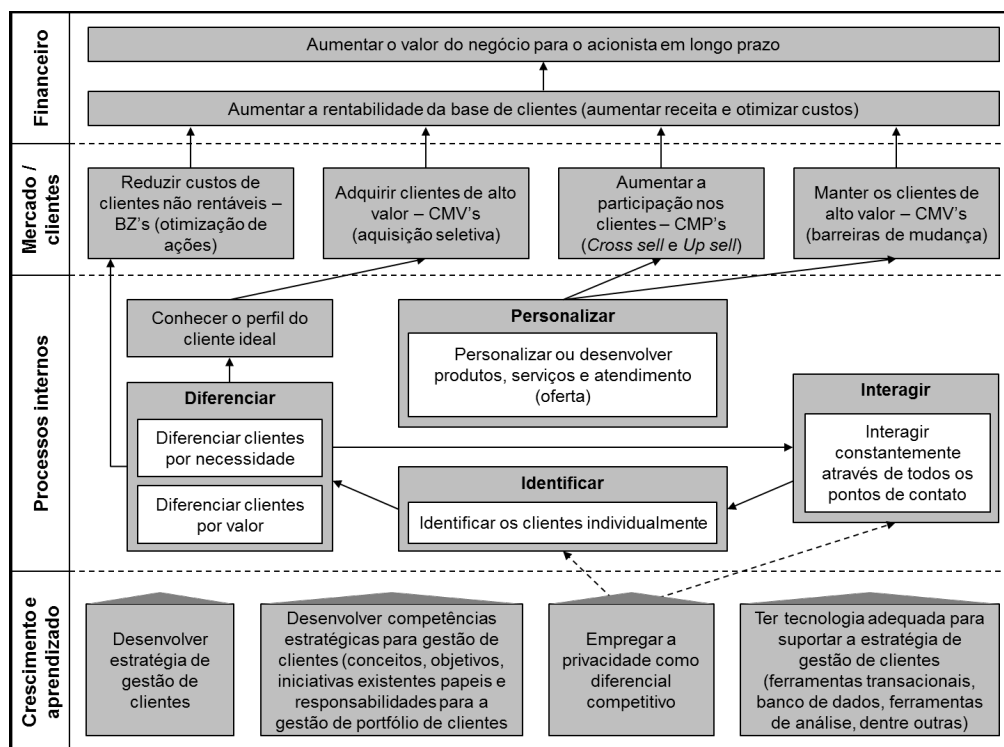 Financeiro
Aumentar o valor do negócio para o acionista em longo prazo
Aumentar a rentabilidade da base de clientes (aumentar receita e otimizar custos)
Mercado /
clientes
Reduzir custos de
clientes não rentáveis –
BZ's (otimização de
ações)
Adquirir clientes de alto
valor – CMV's
(aquisição seletiva)
Aumentar a
participação nos
clientes – CMP's
(Cross sell e Up sell)
Manter os clientes
de alto valor – CMV's
(barreiras de mudança)
Processos internos
Conhecer o perfil do
cliente ideal
Personalizar
Personalizar ou desenvolver
produtos, serviços e atendimento
(oferta)
Diferenciar
Diferenciar clientes
por necessidade
Diferenciar clientes
por valor
Interagir
Interagir
constantemente
através de todos os
pontos de contato
Identificar
Identificar os clientes individualmente
Crescimento e
aprendizado
Desenvolver
estratégia de
gestão de
clientes
Desenvolver competências
estratégicas para gestão de
clientes (conceitos, objetivos,
iniciativas existentes papeis e
responsabilidades para a
gestão de portfólio de clientes
Empregar a
privacidade como
diferencial
competitivo
Ter tecnologia adequada para
suportar a estratégia de
gestão de clientes
(ferramentas transacionais,
banco de dados, ferramentas
de análise, dentre outras)